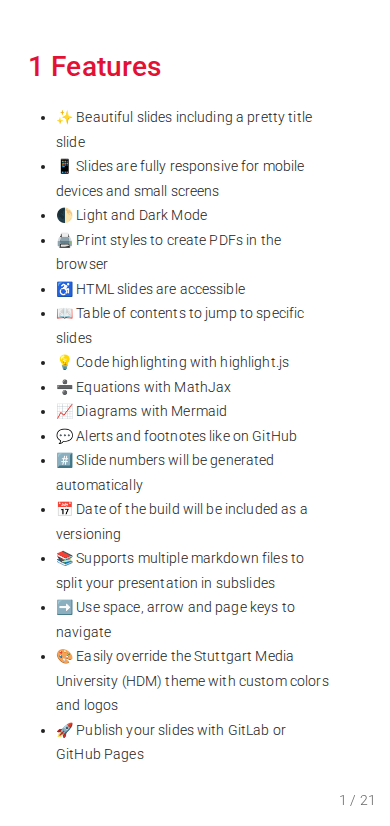 1 Features
• ✨ Beautiful slides including a pretty title
slide
• 📱 Slides are fully responsive for mobile
devices and small screens
• 🌓 Light and Dark Mode
• 🖨️ Print styles to create PDFs in the
browser
• ♿ HTML slides are accessible
• 📖 Table of contents to jump to specific
slides
• 💡 Code highlighting with highlight.js
• ➗ Equations with MathJax
• 📈 Diagrams with Mermaid
• 💬 Alerts and footnotes like on GitHub
• #️⃣ Slide numbers will be generated
automatically
• 📅 Date of the build will be included as a
versioning
• 📚 Supports multiple markdown files to
split your presentation in subslides
• ➡️ Use space, arrow and page keys to
navigate
• 🎨 Easily override the Stuttgart Media
University (HDM) theme with custom colors
and logos
• 🚀 Publish your slides with GitLab or
GitHub Pages
1 / 21